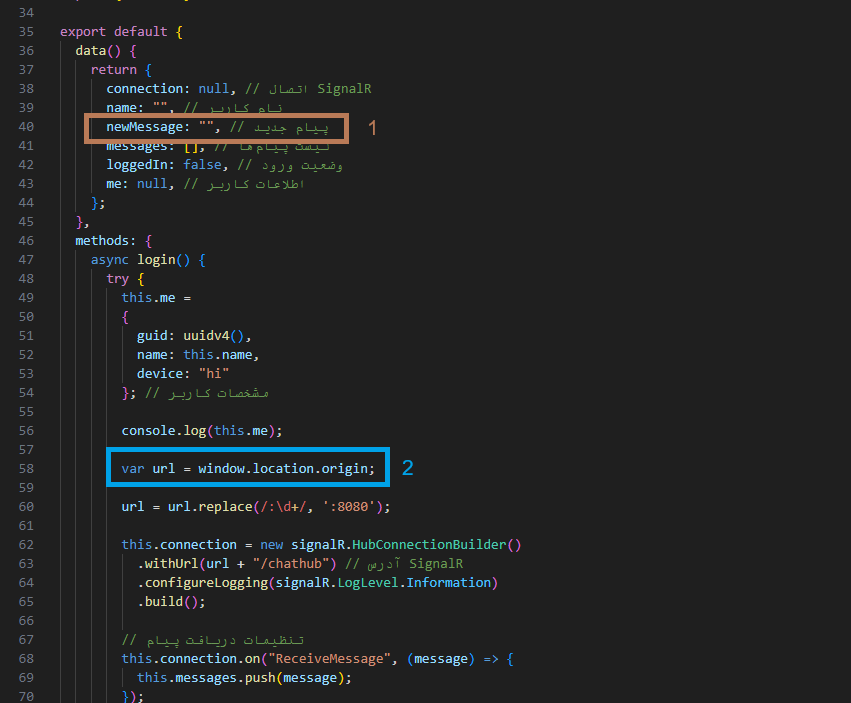 34
35 export default {
36 data() {
37 return {
38 connection: null, // اتصال SignalR
39 name: "", // نام کاربر
40 newMessage: "", // پیام جدید
1
41 messages: [], // لیست پیام‌ها
42 loggedIn: false, // وضعیت ورود
43 me: null, // اطلاعات کاربر
44 };
45 },
46 methods: {
47 async login() {
48 try {
49 this.me =
50 {
51 guid: uuidv4(),
52 name: this.name,
53 device: "hi"
54 }; // مشخصات کاربر
55
56 console.log(this.me);
57
58 var url = window.location.origin;
2
59
60 url = url.replace(/:\d+/, ':8080');
61
62 this.connection = new signalR.HubConnectionBuilder()
63 .withUrl(url + "/chathub") // آدرس SignalR
64 .configureLogging(signalR.LogLevel.Information)
65 .build();
66
67 // تنظیمات دریافت پیام
68 this.connection.on("ReceiveMessage", (message) => {
69 this.messages.push(message);
70 });